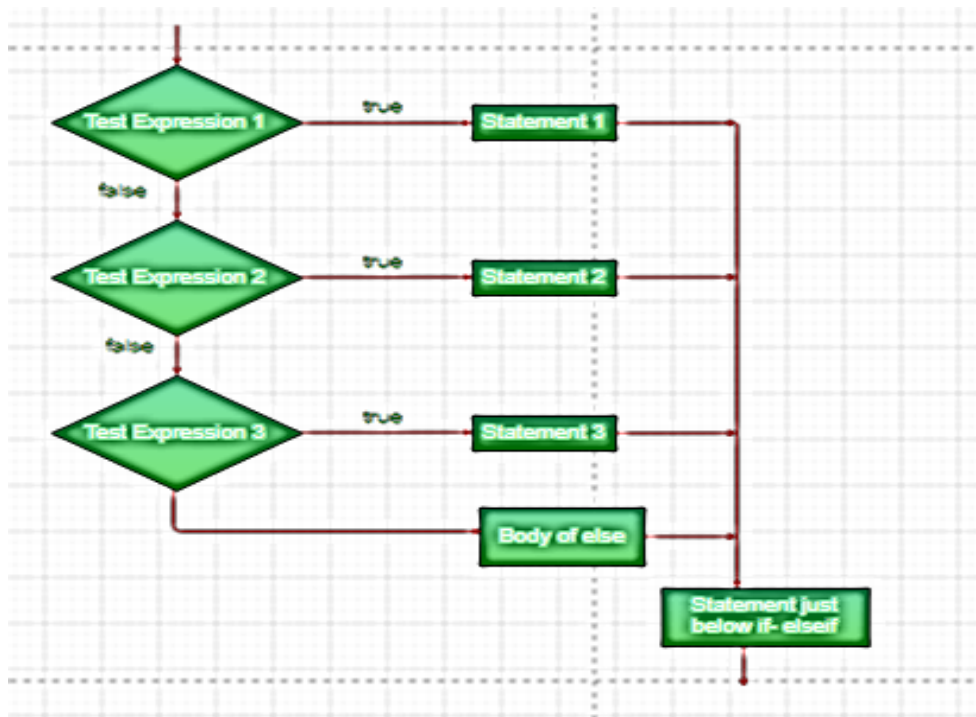 true
Test Expression 1
Statement 1
false
true
Test Expression 2
Statement 2
false
true
Test Expression 3
Statement 3
Body of else
Statement just
below if- elseif